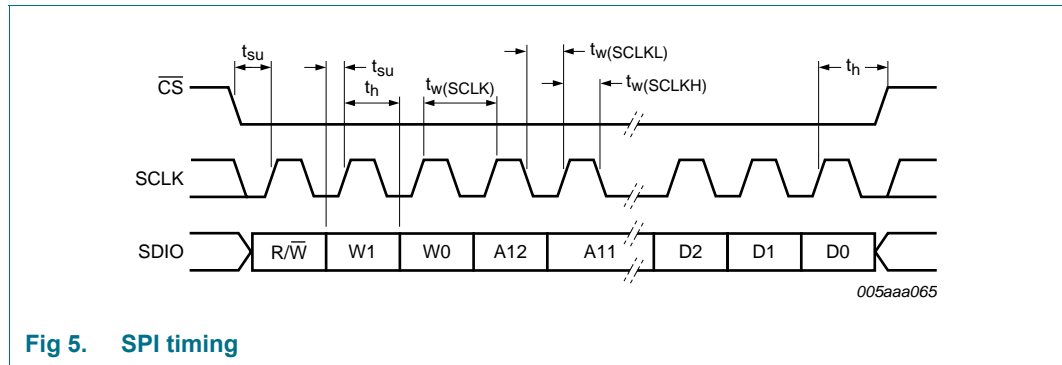 tsu
tsu
tw(SCLKL)
th
th
tw(SCLK)
tw(SCLKH)
CS
SCLK
SDIO
R/W
W1
W0
A12
A11
D2
D1
D0
005aaa065
Fig 5. SPI timing